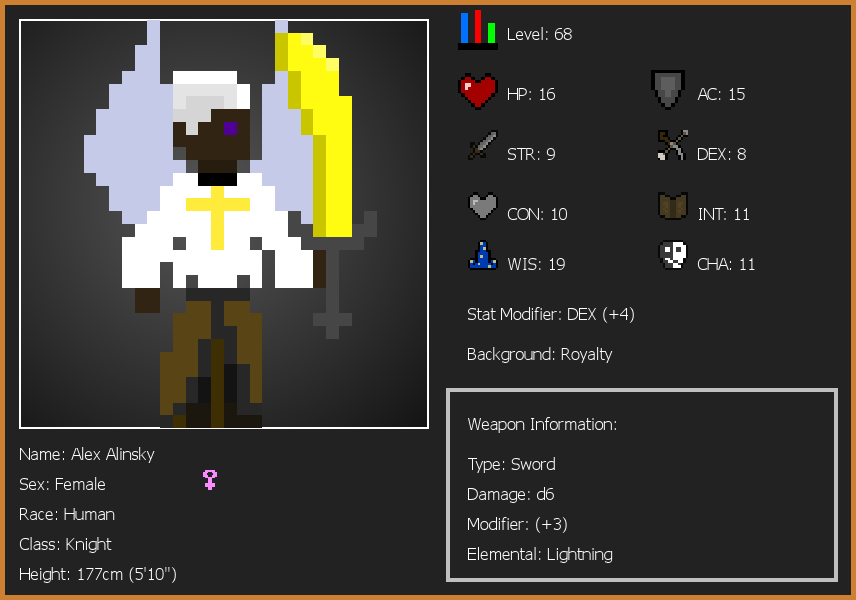 Level: 68
HP: 16
AC: 15
STR: 9
DEX: 8
CON: 10
INT: 11
WIS: 19
CHA: 11
Stat Modifier: DEX (+4)
Background: Royalty
Weapon Information:
Type: Sword
Damage: d6
Modifier: (+3)
Elemental: Lightning
Name: Alex Alinsky
Sex: Female
Race: Human
Class: Knight
Height: 177cm (5'10")